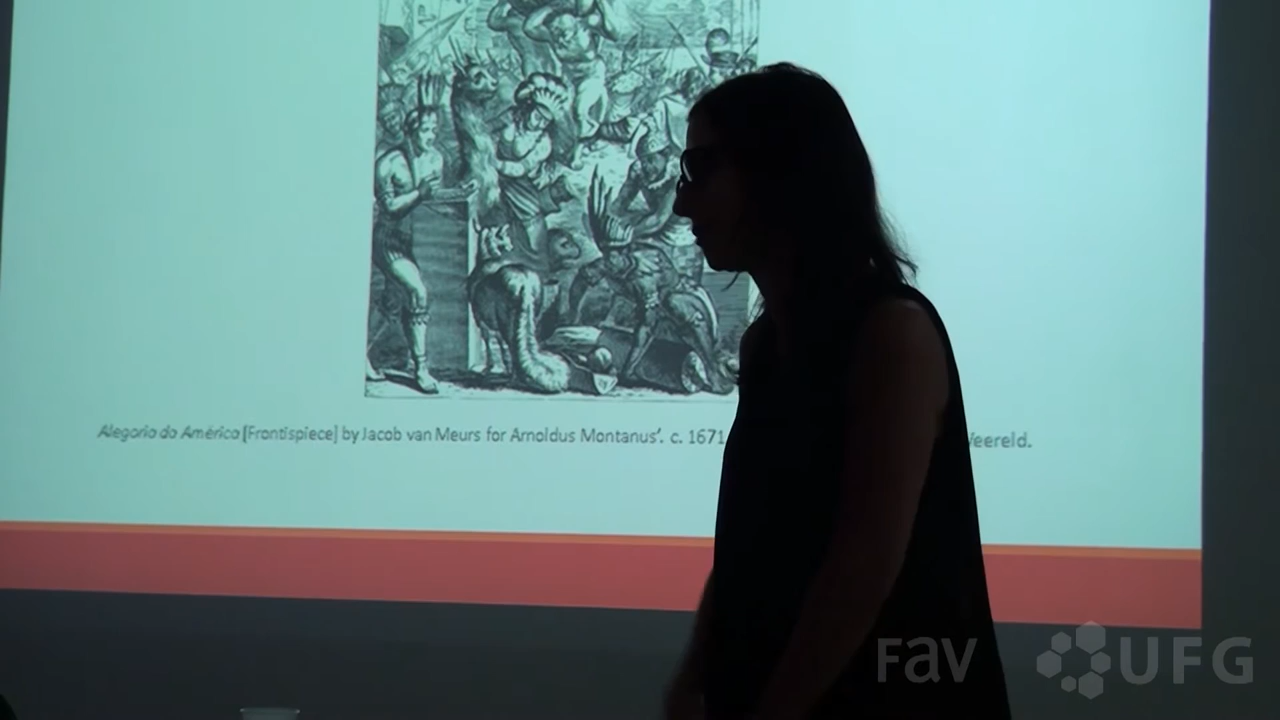 Alegoria da América [Frontispiece] by Jacob van Meurs for Arnoldus Montanus'. c. 1671
Weereld.
FAV UFG